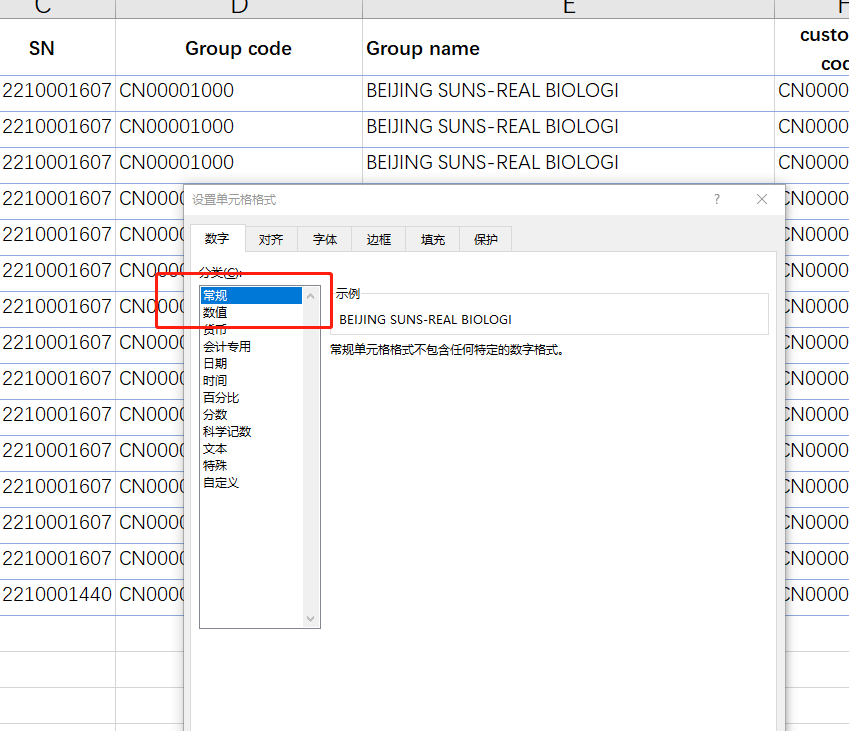 C D E H
SN Group code Group name custo
coc
2210001607 CN00001000 BEIJING SUNS-REAL BIOLOGI CN0000
2210001607 CN00001000 BEIJING SUNS-REAL BIOLOGI CN0000
2210001607 CN00001000 BEIJING SUNS-REAL BIOLOGI CN0000
2210001607 CN0000 CN0000
2210001607 CN0000 CN0000
2210001607 CN0000 CN0000
2210001607 CN0000 CN0000
2210001607 CN0000 CN0000
2210001607 CN0000 CN0000
2210001607 CN0000 CN0000
2210001607 CN0000 CN0000
2210001607 CN0000 CN0000
2210001607 CN0000 CN0000
2210001607 CN0000 CN0000
2210001440 CN0000 CN0000
设置单元格格式 ?
数字 对齐 字体 边框 填充 保护
分类(C):
常规
数值
货币
会计专用
日期
时间
百分比
分数
科学记数
文本
特殊
自定义
示例
BEIJING SUNS-REAL BIOLOGI
常规单元格格式不包含任何特定的数字格式。